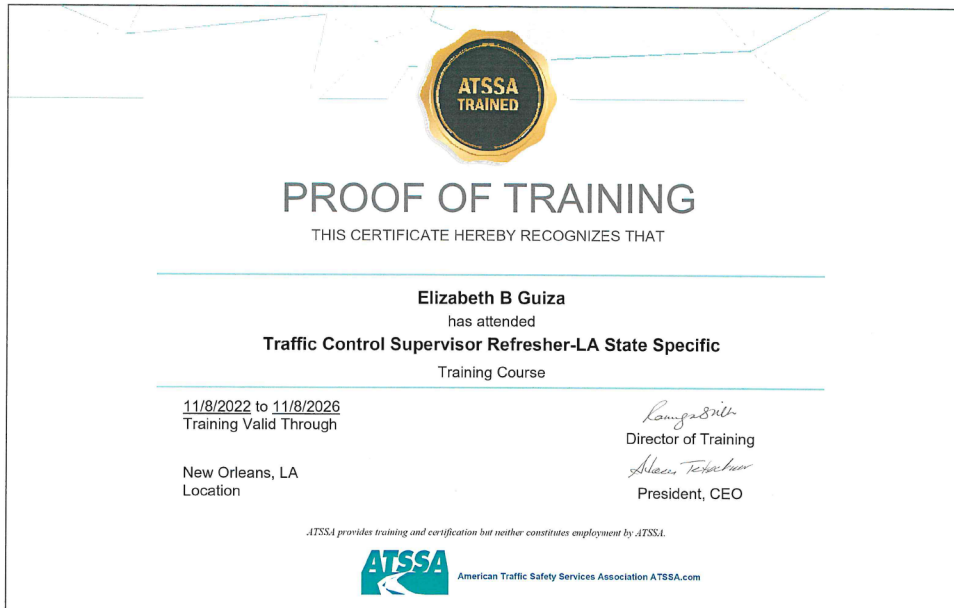 ATSSA
TRAINED
PROOF OF TRAINING
THIS CERTIFICATE HEREBY RECOGNIZES THAT
Elizabeth B Guiza
has attended
Traffic Control Supervisor Refresher-LA State Specific
Training Course
11/8/2022 to 11/8/2026
Training Valid Through
Director of Training
New Orleans, LA
Location
President, CEO
ATSSA provides training and certification but neither constitutes employment by ATSSA.
ATSSA
American Traffic Safety Services Association ATSSA.com